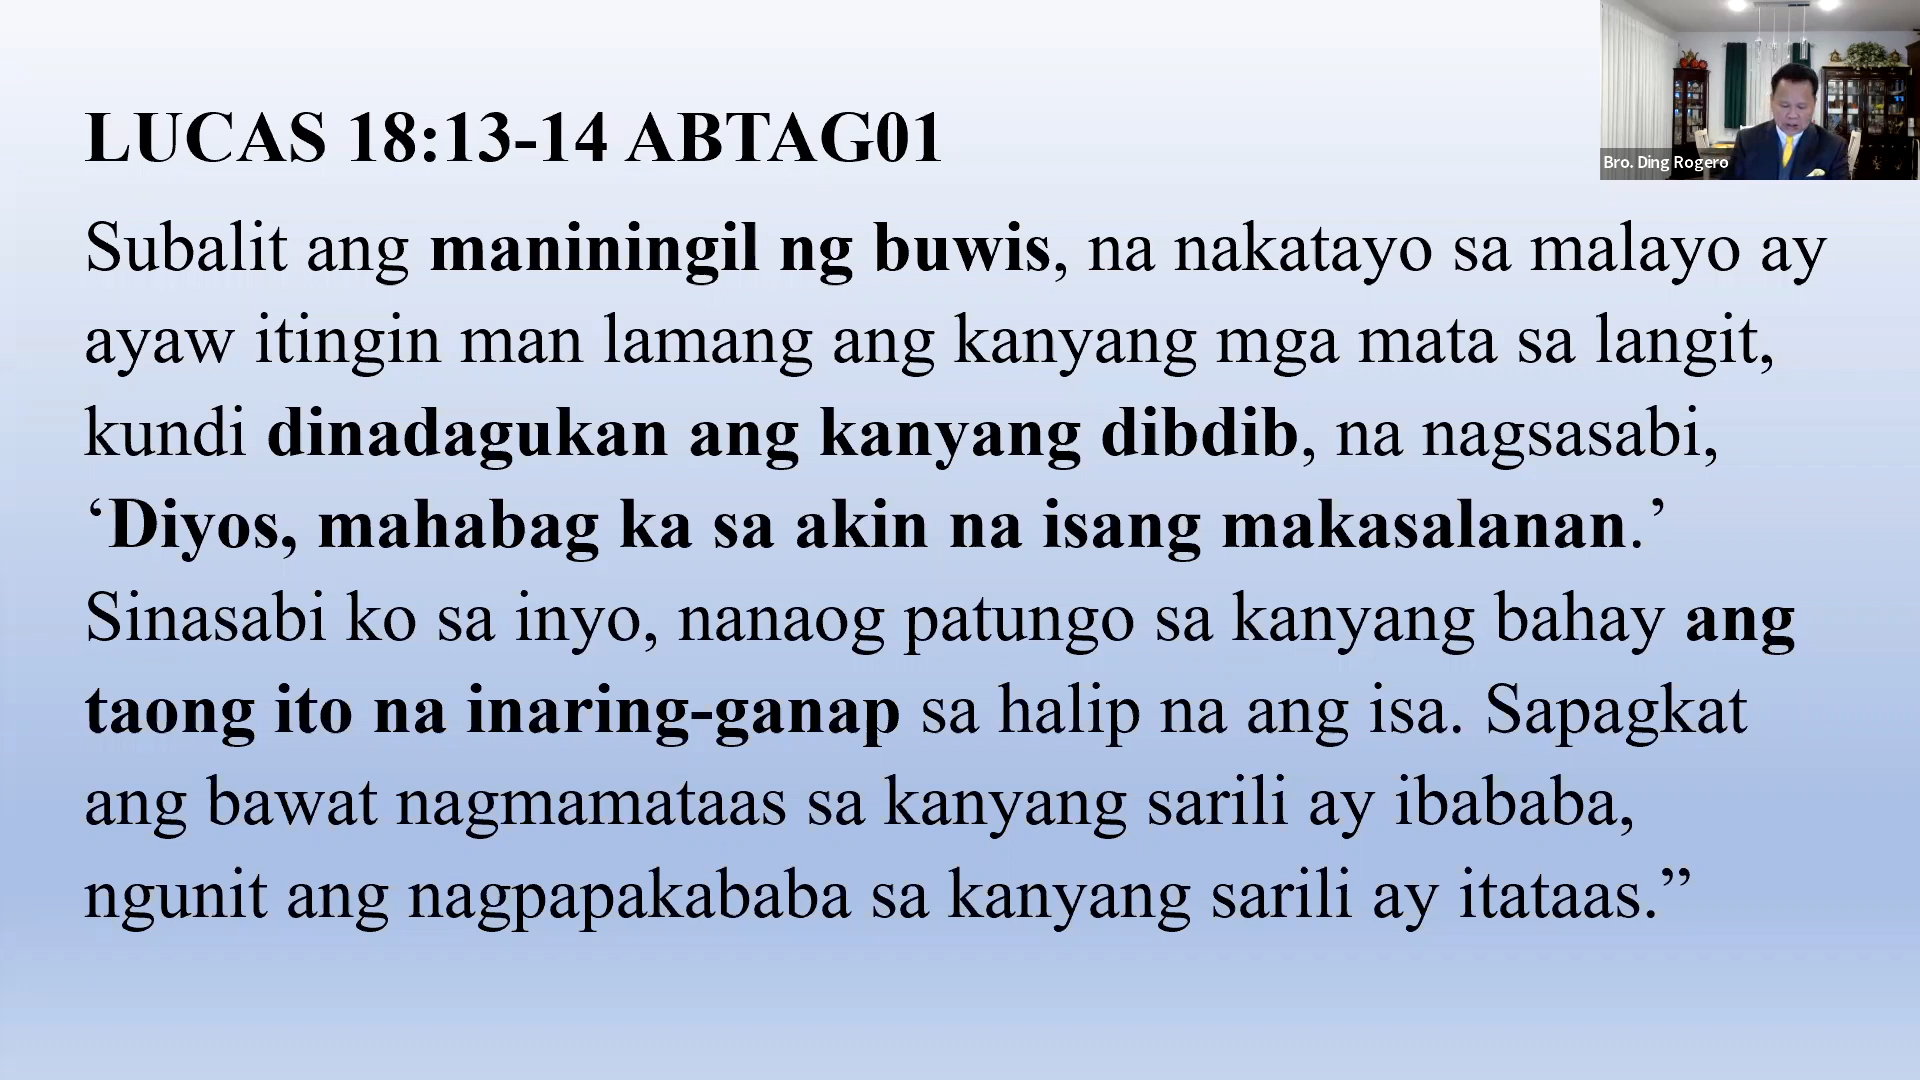 LUCAS 18:13-14 ABTAG01
Subalit ang maniningil ng buwis, na nakatayo sa malayo ay
ayaw itingin man lamang ang kanyang mga mata sa langit,
kundi dinadagukan ang kanyang dibdib, na nagsasabi,
‘Diyos, mahabag ka sa akin na isang makasalanan.’
Sinasabi ko sa inyo, nanaog patungo sa kanyang bahay ang
taong ito na inaring-ganap sa halip na ang isa. Sapagkat
ang bawat nagmamataas sa kanyang sarili ay ibababa,
ngunit ang nagpapakababa sa kanyang sarili ay itataas.”
Bro. Ding Rogero